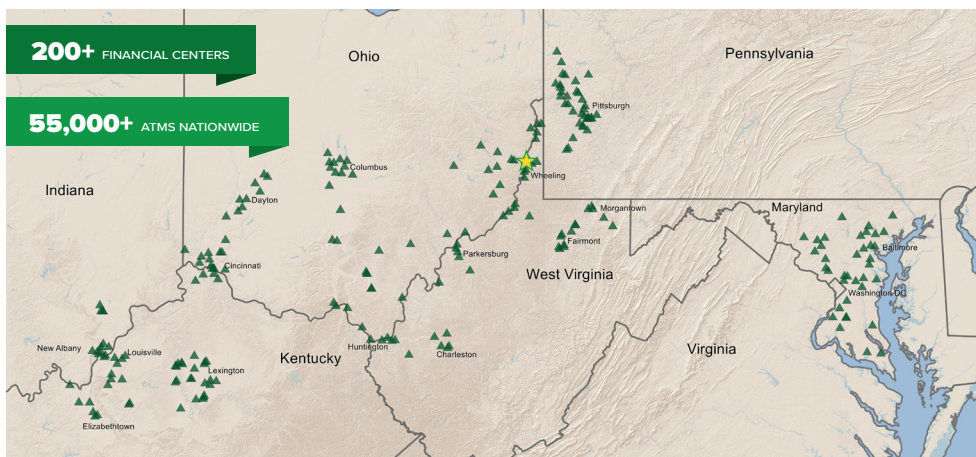 200+ FINANCIAL CENTERS
55,000+ ATMS NATIONWIDE
Ohio
Pennsylvania
Pittsburgh
Columbus
Wheeling
Indiana
Dayton
Morgantown
Maryland
Fairmont
Parkersburg
Baltimore
Cincinnati
West Virginia
Washington DC
New Albany
Louisville
Huntington
Charleston
Kentucky
Virginia
Lexington
Elizabethtown